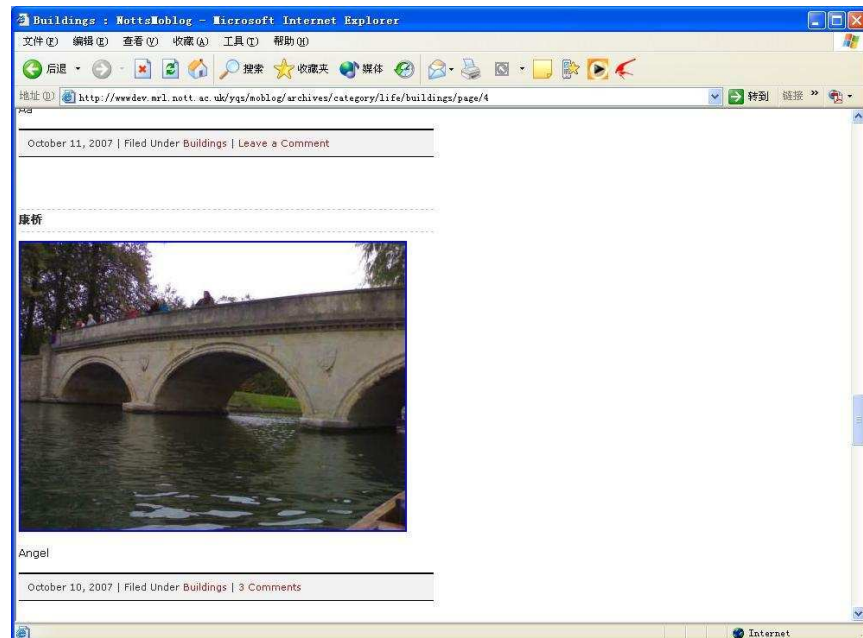 Buildings : NottsMoblog - Microsoft Internet Explorer
文件(F) 编辑(E) 查看(V) 收藏(A) 工具(T) 帮助(H)
后退 搜索 收藏夹 媒体
地址(D) http://wwwdev.mrl.nott.ac.uk/yqs/moblog/archives/category/life/buildings/page/4 转到 链接 »
October 11, 2007 | Filed Under Buildings | Leave a Comment
康桥
Angel
October 10, 2007 | Filed Under Buildings | 3 Comments
Internet